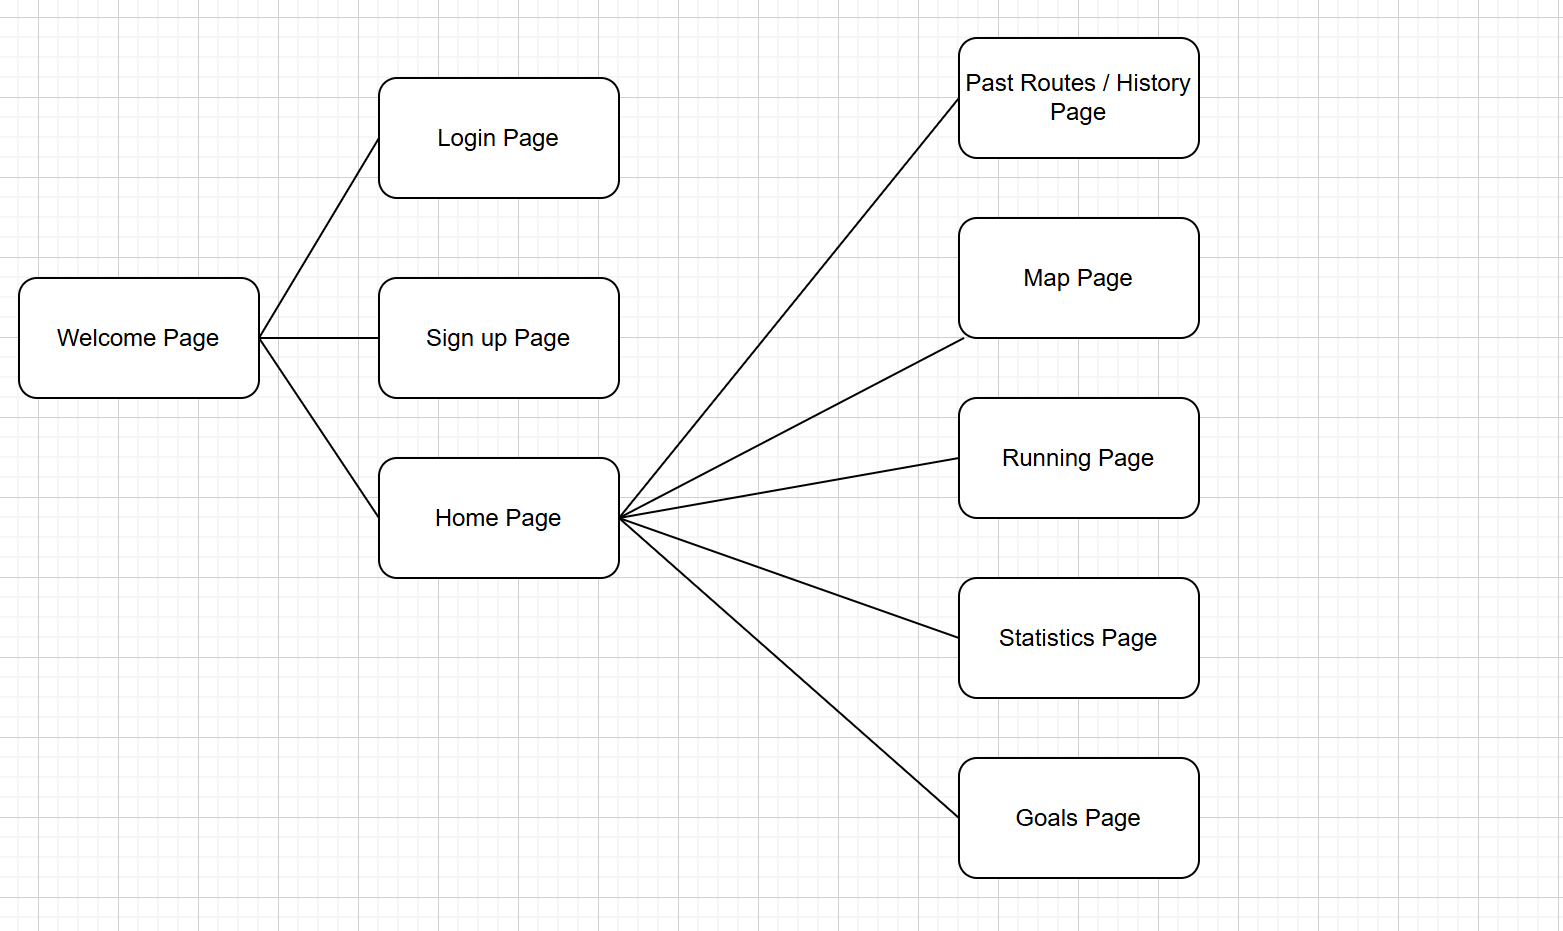 Welcome Page
Login Page
Sign up Page
Home Page
Past Routes / History
Page
Map Page
Running Page
Statistics Page
Goals Page